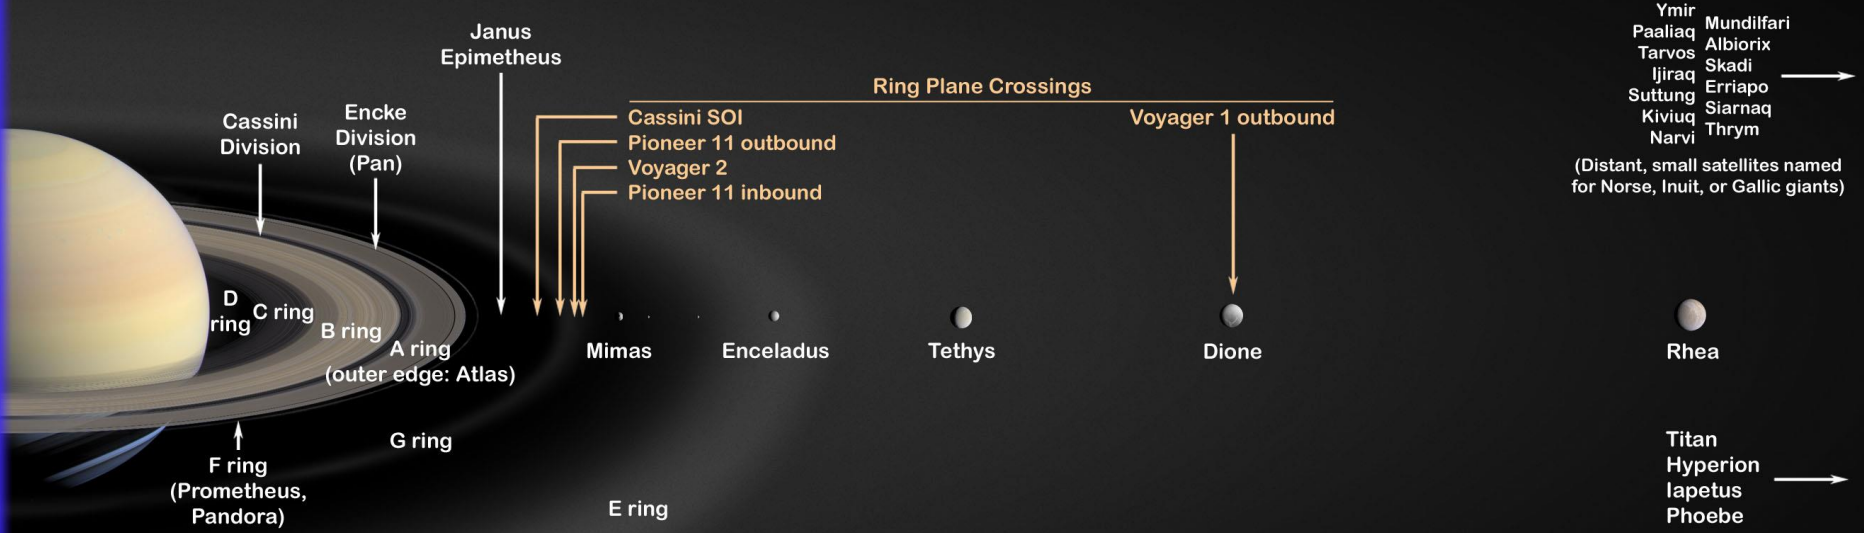 Janus
Epimetheus
Cassini
Division
Encke
Division
(Pan)
Ring Plane Crossings
Cassini SOI
Pioneer 11 outbound
Voyager 2
Pioneer 11 inbound
Voyager 1 outbound
Ymir
Paaliaq
Tarvos
Ijiraq
Suttung
Kiviuq
Narvi
Mundilfari
Albiorix
Skadi
Erriapo
Siarnaq
Thrym
(Distant, small satellites named
for Norse, Inuit, or Gallic giants)
D
ring
C ring
B ring
A ring
(outer edge: Atlas)
Mimas
Enceladus
Tethys
Dione
Rhea
G ring
F ring
(Prometheus,
Pandora)
E ring
Titan
Hyperion
Iapetus
Phoebe